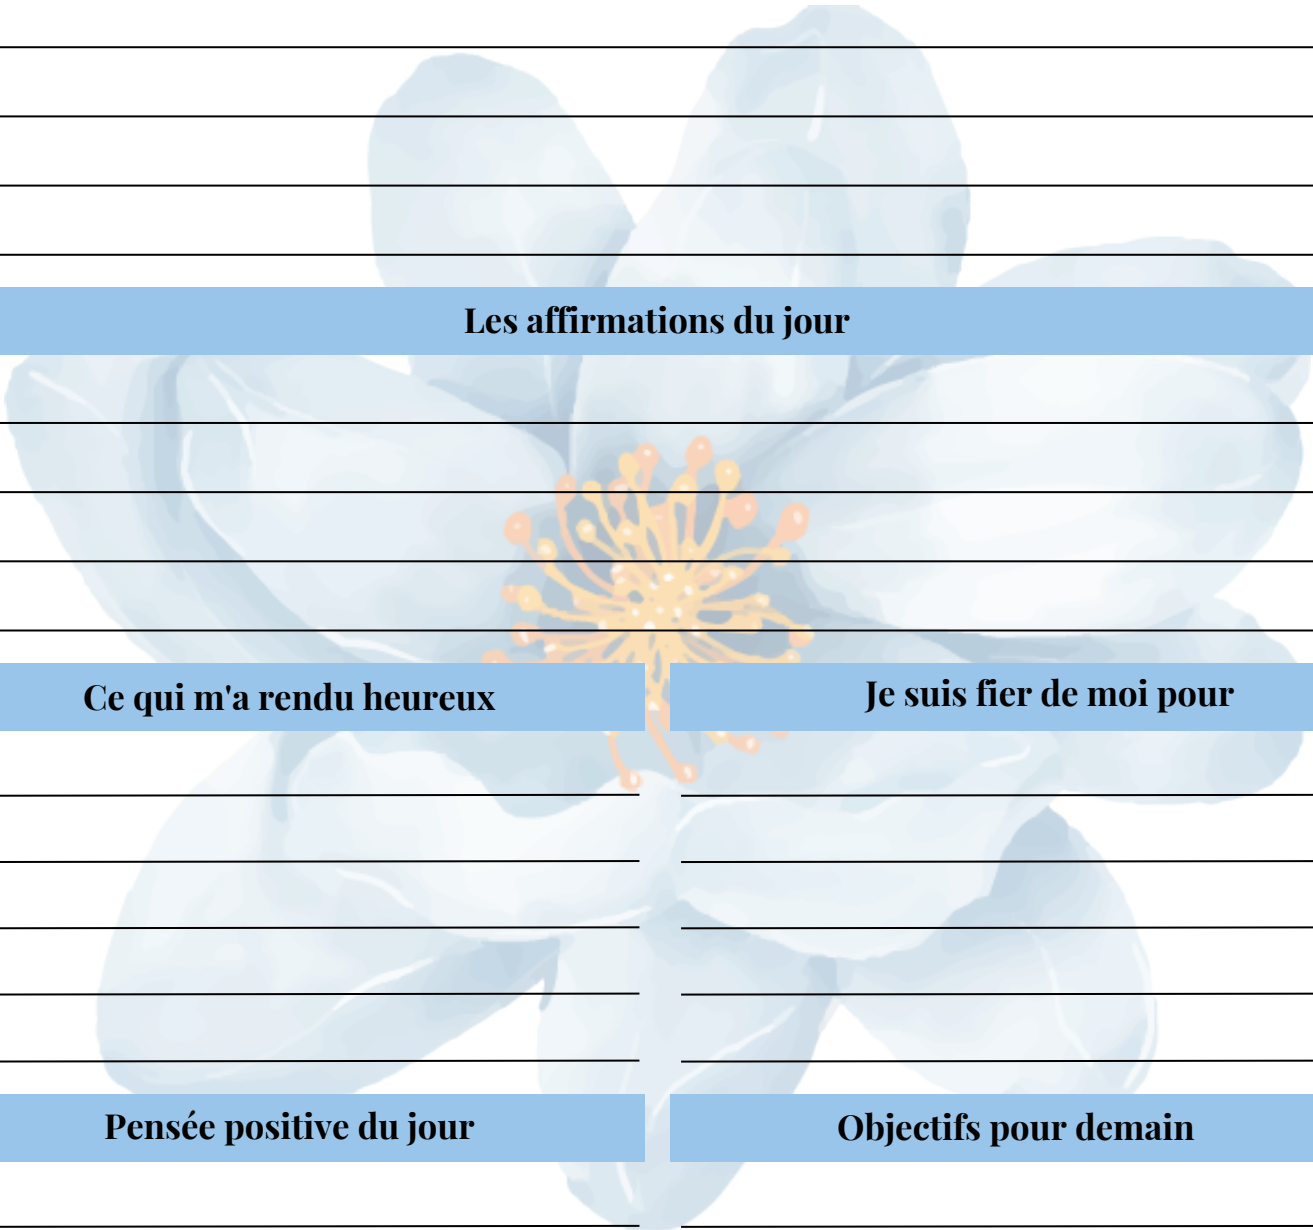 Les affirmations du jour
Ce qui m'a rendu heureux
Je suis fier de moi pour
Pensée positive du jour
Objectifs pour demain